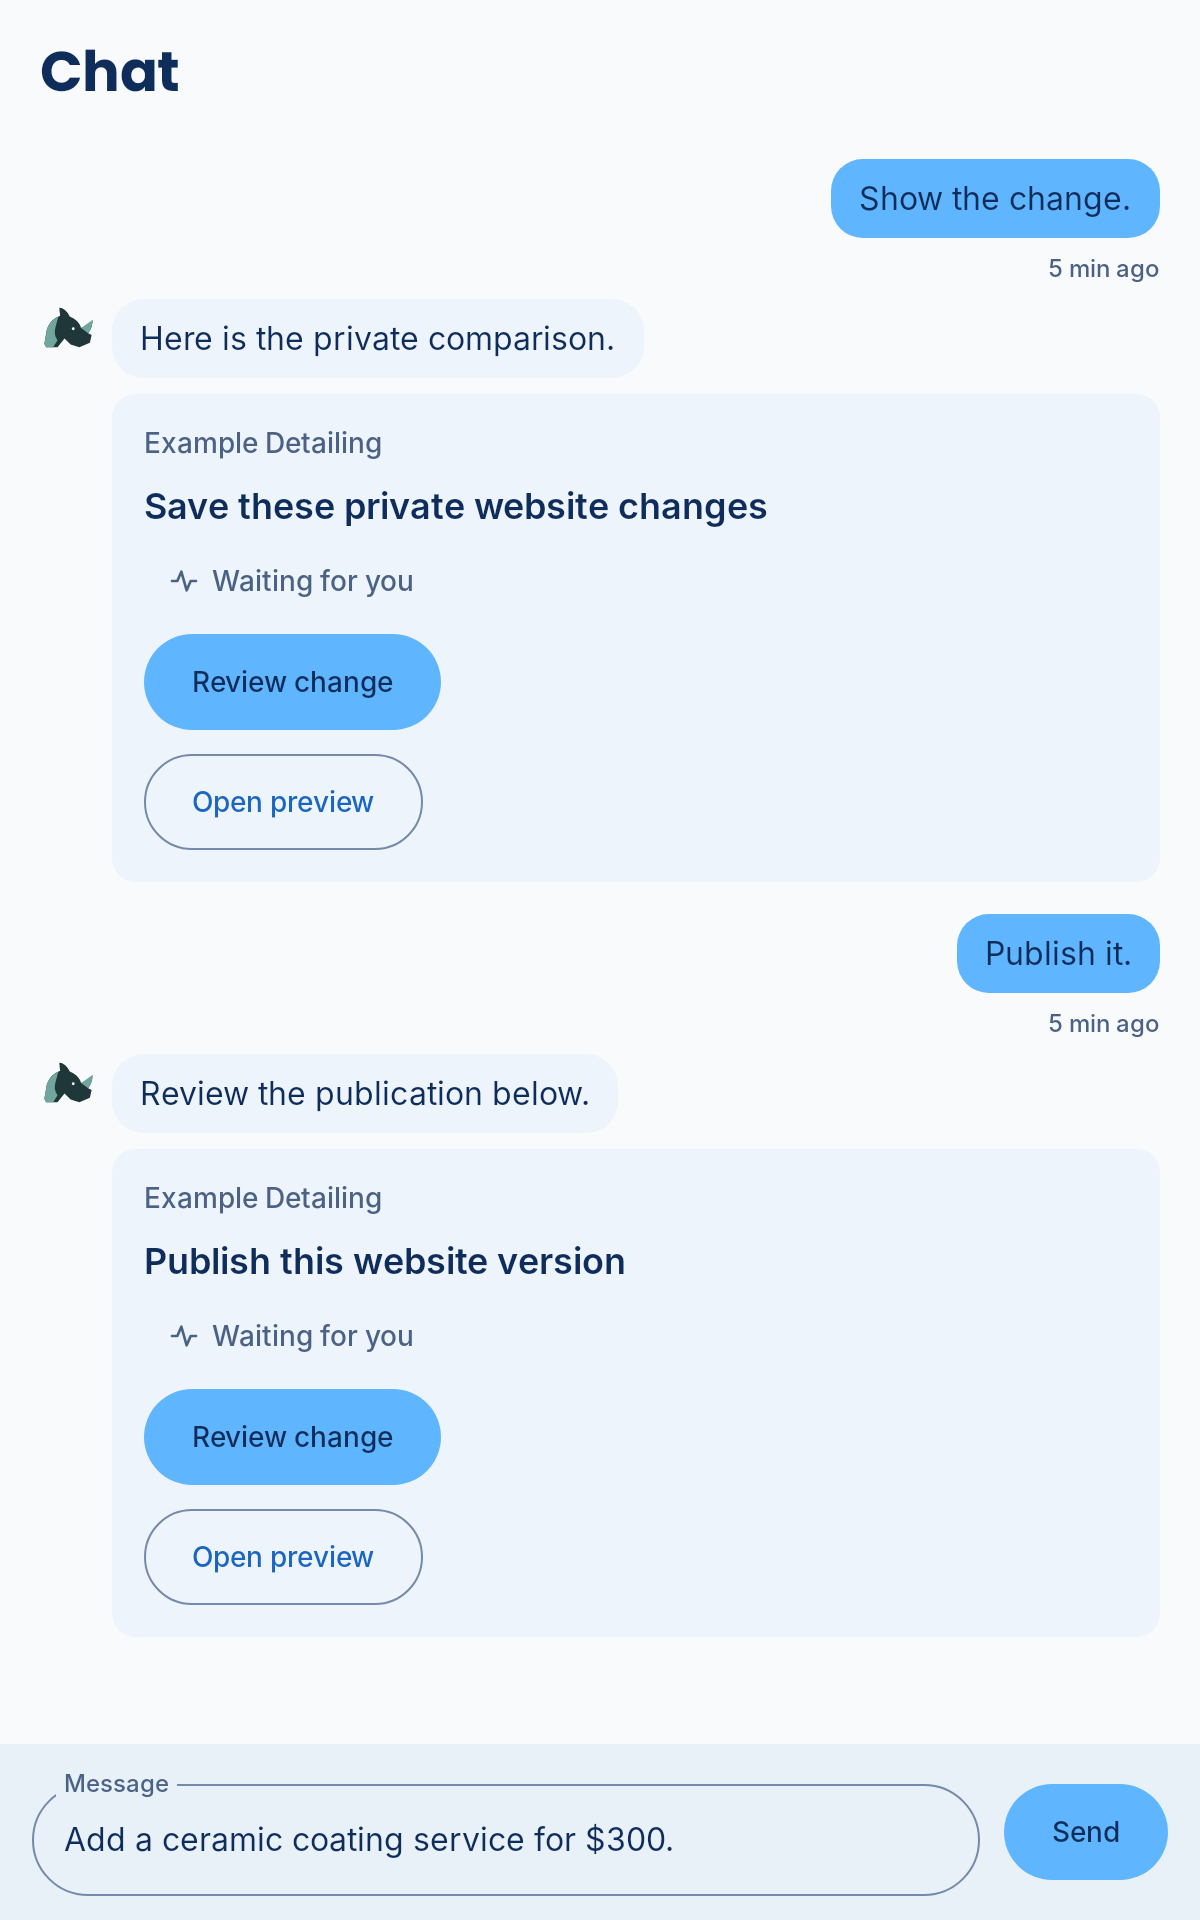 Chat
Show the change.
5 min ago
Here is the private comparison.
Example Detailing
Save these private website changes
Waiting for you
Review change
Open preview
Publish it.
5 min ago
Review the publication below.
Example Detailing
Publish this website version
Waiting for you
Review change
Open preview
Message
Add a ceramic coating service for $300.
Send